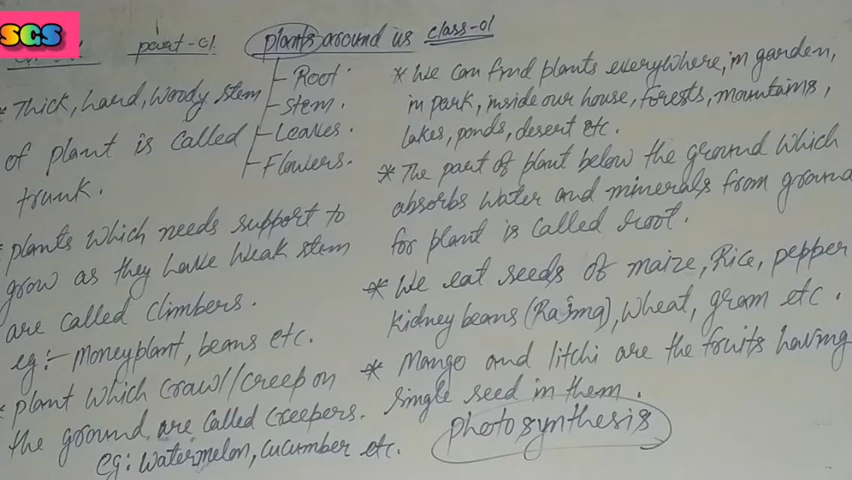 SGS
part-01 plants around us class-01
Root.
Stem.
Leaves.
Flowers.
* Thick, hard, woody stem
of plant is called
trunk.
* plants which needs support to
grow as they have weak stem
are called climbers.
eg:- Moneyplant, beans etc.
* plant which crawl/creep on
the ground are called creepers.
eg: watermelon, cucumber etc.
* We can find plants everywhere, in garden,
in park, inside our house, forests, mountains,
lakes, ponds, desert etc.
* The part of plant below the ground which
absorbs water and minerals from ground
for plant is called root.
* We eat seeds of maize, Rice, pepper
kidney beans (Rajma), wheat, gram etc.
* Mango and litchi are the fruits having
single seed in them.
photosynthesis